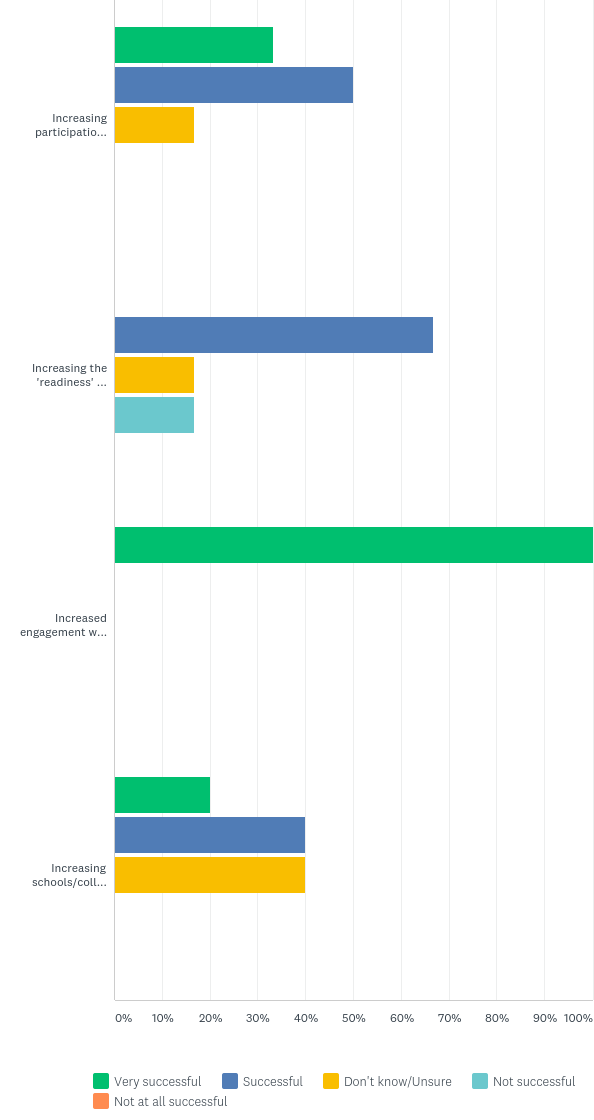 Increasing
participatio...
Increasing the
'readiness' ...
Increased
engagement w...
Increasing
schools/coll...
0% 10% 20% 30% 40% 50% 60% 70% 80% 90% 100%
Very successful Successful Don't know/Unsure Not successful
Not at all successful